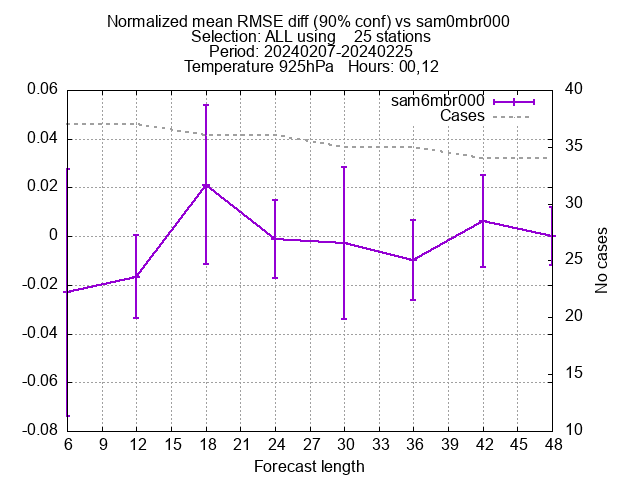 Normalized mean RMSE diff (90% conf) vs sam0mbr000
Selection: ALL using    25 stations
Period: 20240207-20240225
Temperature 925hPa   Hours: 00,12
sam6mbr000
Cases
0.06
0.04
0.02
0
-0.02
-0.04
-0.06
-0.08
40
35
30
25
20
15
10
No cases
6 9 12 15 18 21 24 27 30 33 36 39 42 45 48
Forecast length